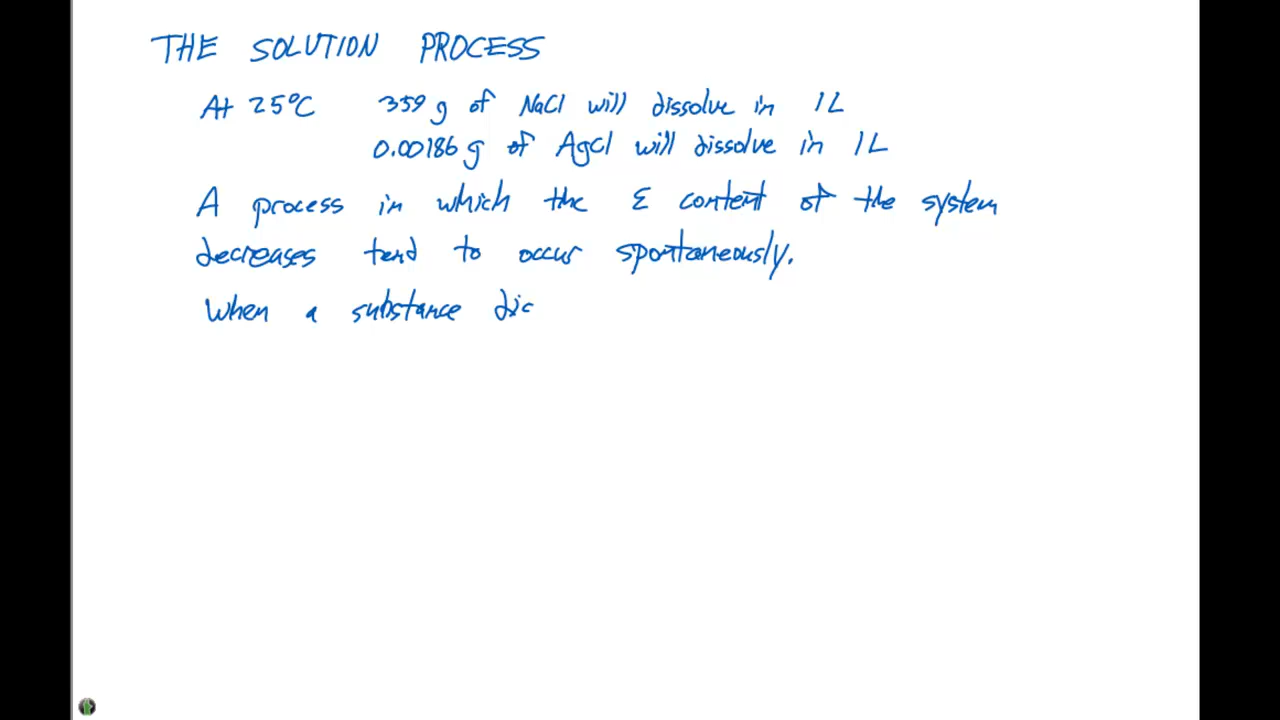 THE SOLUTION PROCESS
At 25°C 359 g of NaCl will dissolve in 1L
0.00186 g of AgCl will dissolve in 1L
A process in which the E content of the system
decreases tend to occur spontaneously.
When a substance dis